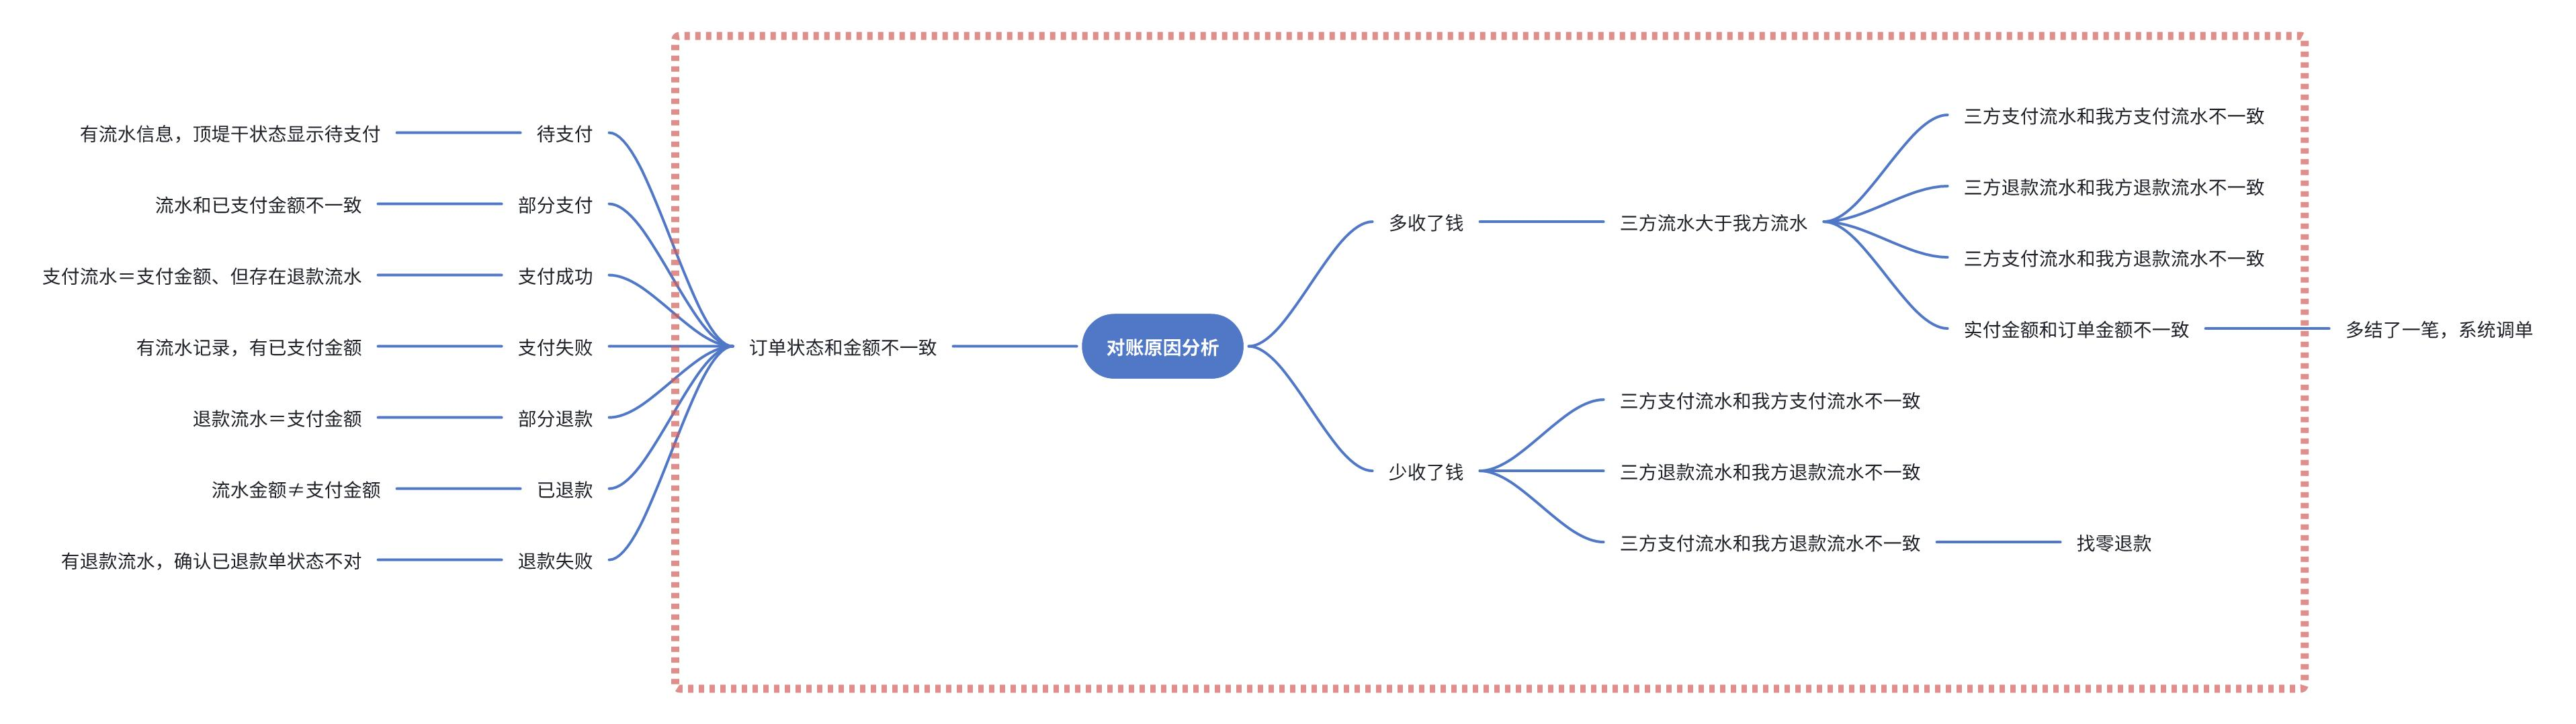 对账原因分析
多收了钱
三方流水大于我方流水
三方支付流水和我方支付流水不一致
三方退款流水和我方退款流水不一致
三方支付流水和我方退款流水不一致
实付金额和订单金额不一致
多结了一笔，系统调单
少收了钱
三方支付流水和我方支付流水不一致
三方退款流水和我方退款流水不一致
三方支付流水和我方退款流水不一致
找零退款
订单状态和金额不一致
待支付
有流水信息，顶堤干状态显示待支付
部分支付
流水和已支付金额不一致
支付成功
支付流水＝支付金额、但存在退款流水
支付失败
有流水记录，有已支付金额
部分退款
退款流水＝支付金额
已退款
流水金额≠支付金额
退款失败
有退款流水，确认已退款单状态不对